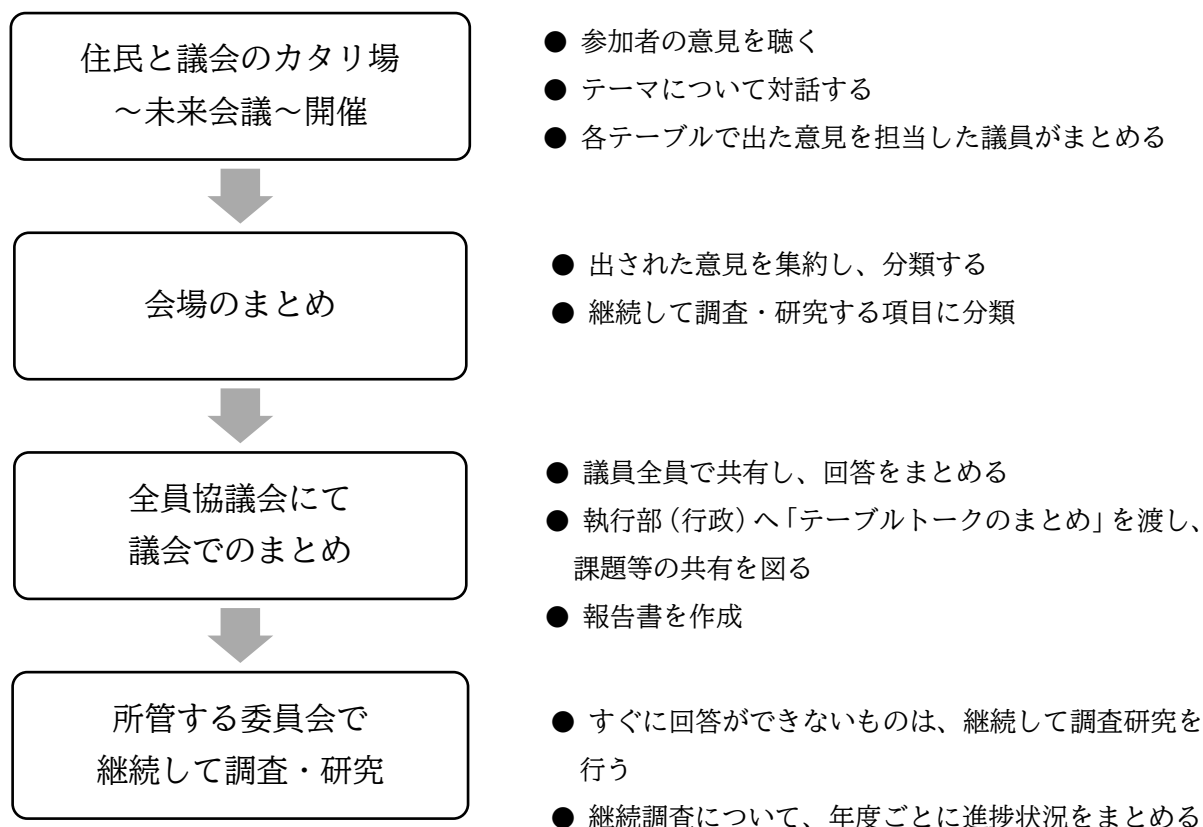 住民と議会のカタリ場
～未来会議～開催
● 参加者の意見を聴く
● テーマについて対話する
● 各テーブルで出た意見を担当した議員がまとめる
会場のまとめ
● 出された意見を集約し、分類する
● 継続して調査・研究する項目に分類
全員協議会にて
議会でのまとめ
● 議員全員で共有し、回答をまとめる
● 執行部（行政）へ「テーブルトークのまとめ」を渡し、
課題等の共有を図る
● 報告書を作成
所管する委員会で
継続して調査・研究
● すぐに回答ができないものは、継続して調査研究を
行う
● 継続調査について、年度ごとに進捗状況をまとめる